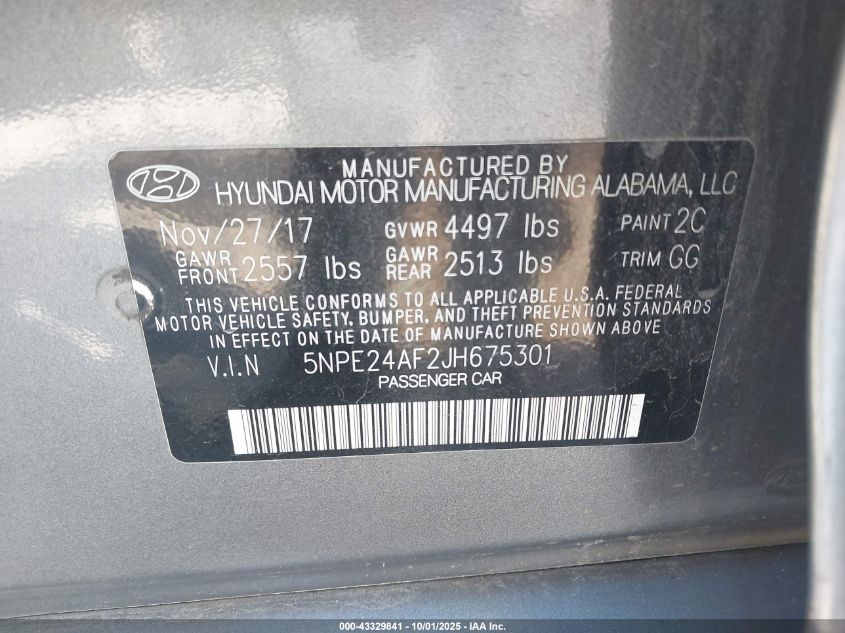 MANUFACTURED BY
HYUNDAI MOTOR MANUFACTURING ALABAMA, LLC
Nov/27/17 GVWR 4497 lbs PAINT 2C
GAWR FRONT 2557 lbs GAWR REAR 2513 lbs TRIM GG
THIS VEHICLE CONFORMS TO ALL APPLICABLE U.S.A. FEDERAL
MOTOR VEHICLE SAFETY, BUMPER, AND THEFT PREVENTION STANDARDS
IN EFFECT ON THE DATE OF MANUFACTURE SHOWN ABOVE.
V.I.N 5NPE24AF2JH675301
PASSENGER CAR
000-43329841 - 10/01/2025 - IAA Inc.